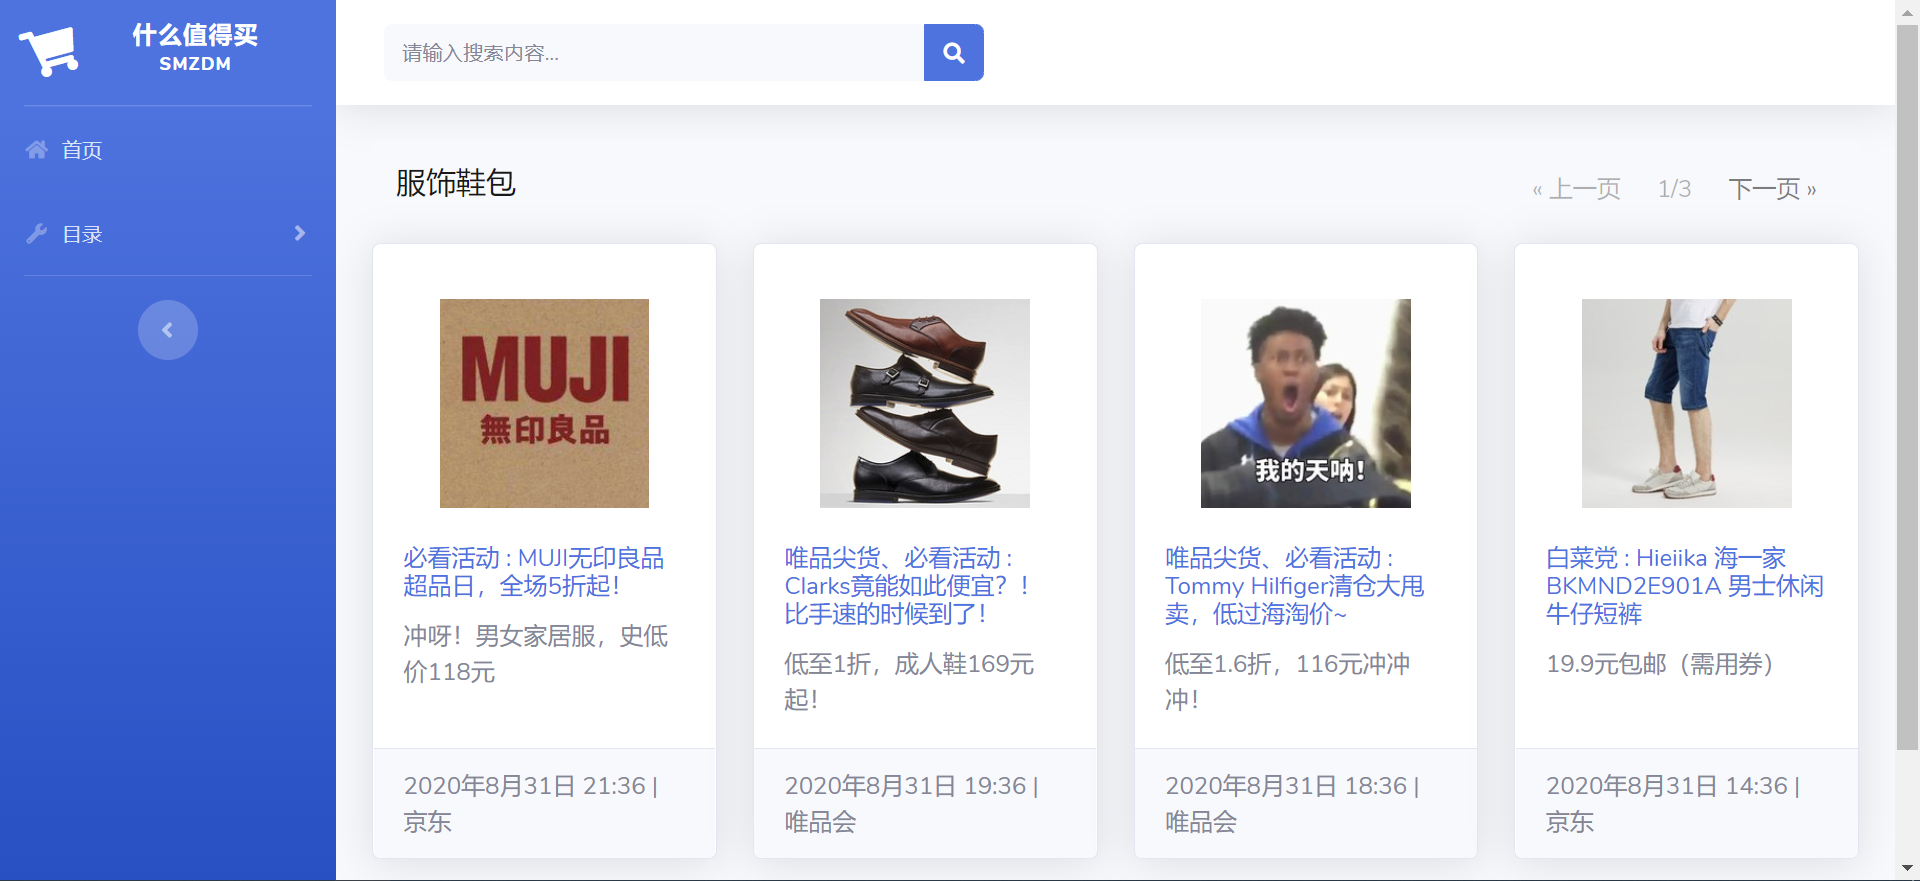 什么值得买
SMZDM
请输入搜索内容...
首页
目录
服饰鞋包
« 上一页 1/3 下一页 »
MUJI
無印良品
我的天呐!
必看活动 : MUJI无印良品
超品日，全场5折起！
冲呀！男女家居服，史低
价118元
2020年8月31日 21:36 |
京东
唯品尖货、必看活动 :
Clarks竟能如此便宜？！
比手速的时候到了！
低至1折，成人鞋169元
起！
2020年8月31日 19:36 |
唯品会
唯品尖货、必看活动 :
Tommy Hilfiger清仓大甩
卖，低过海淘价~
低至1.6折，116元冲冲
冲！
2020年8月31日 18:36 |
唯品会
白菜党 : Hieiika 海一家
BKMND2E901A 男士休闲
牛仔短裤
19.9元包邮（需用券）
2020年8月31日 14:36 |
京东